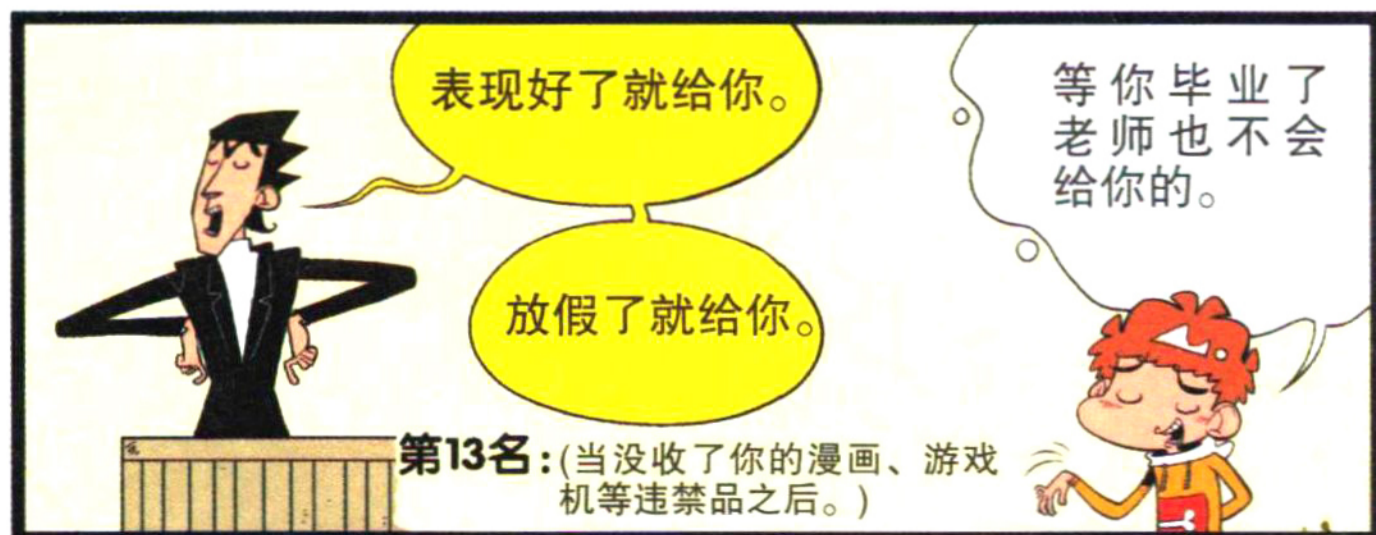 表现好了就给你。
放假了就给你。
等你毕业了
老师也不会
给你的。
第13名:(当没收了你的漫画、游戏
机等违禁品之后。)